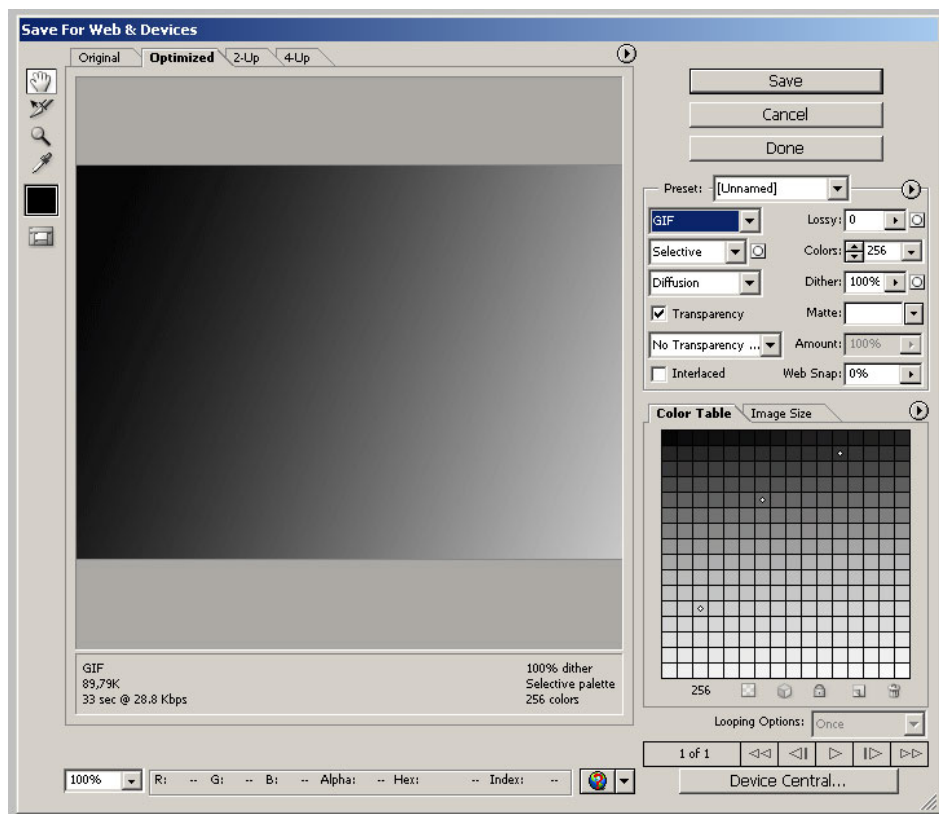 Save For Web & Devices
Original Optimized 2-Up 4-Up
Save
Cancel
Done
Preset: [Unnamed]
GIF Lossy: 0
Selective Colors: 256
Diffusion Dither: 100%
Transparency Matte:
No Transparency ... Amount: 100%
Interlaced Web Snap: 0%
Color Table Image Size
256
GIF 100% dither
89,79K Selective palette
33 sec @ 28.8 Kbps 256 colors
Looping Options: Once
1 of 1
100% R: -- G: -- B: -- Alpha: -- Hex: -- Index: --
Device Central...